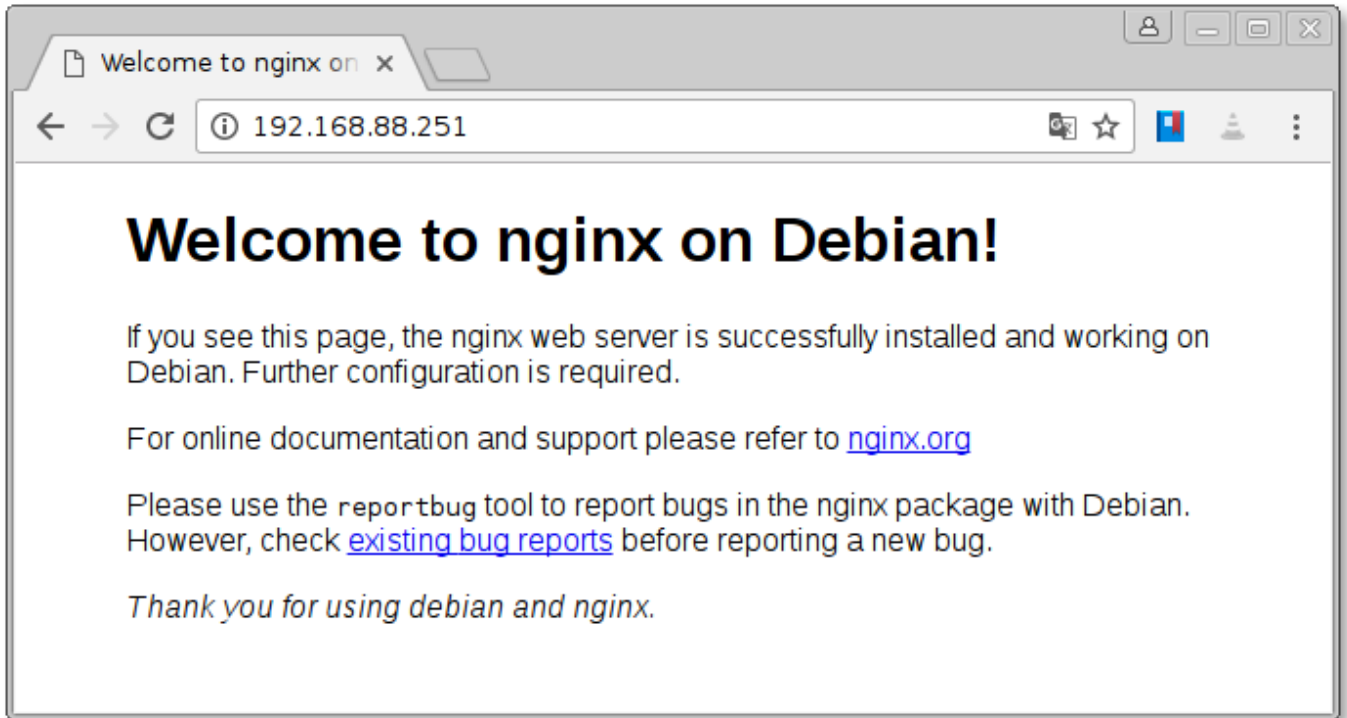 Welcome to nginx on
192.168.88.251
Welcome to nginx on Debian!
If you see this page, the nginx web server is successfully installed and working on
Debian. Further configuration is required.
For online documentation and support please refer to nginx.org
Please use the reportbug tool to report bugs in the nginx package with Debian.
However, check existing bug reports before reporting a new bug.
Thank you for using debian and nginx.